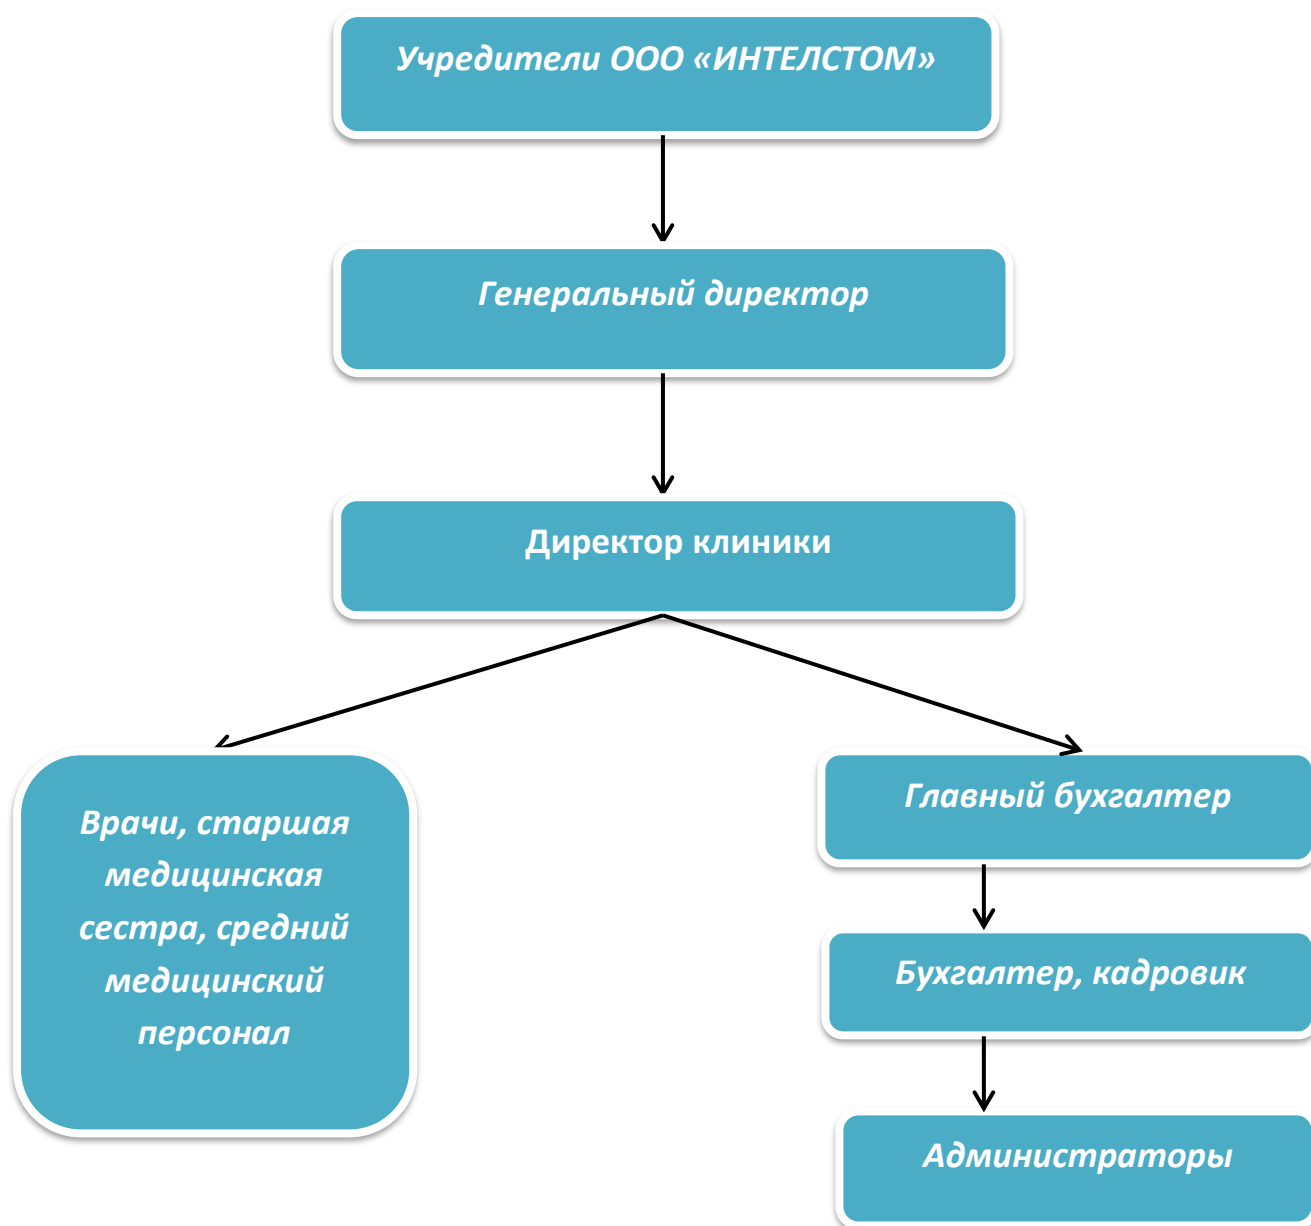 Учредители ООО «ИНТЕЛСТОМ»
Генеральный директор
Директор клиники
Врачи, старшая
медицинская
сестра, средний
медицинский
персонал
Главный бухгалтер
Бухгалтер, кадровик
Администраторы